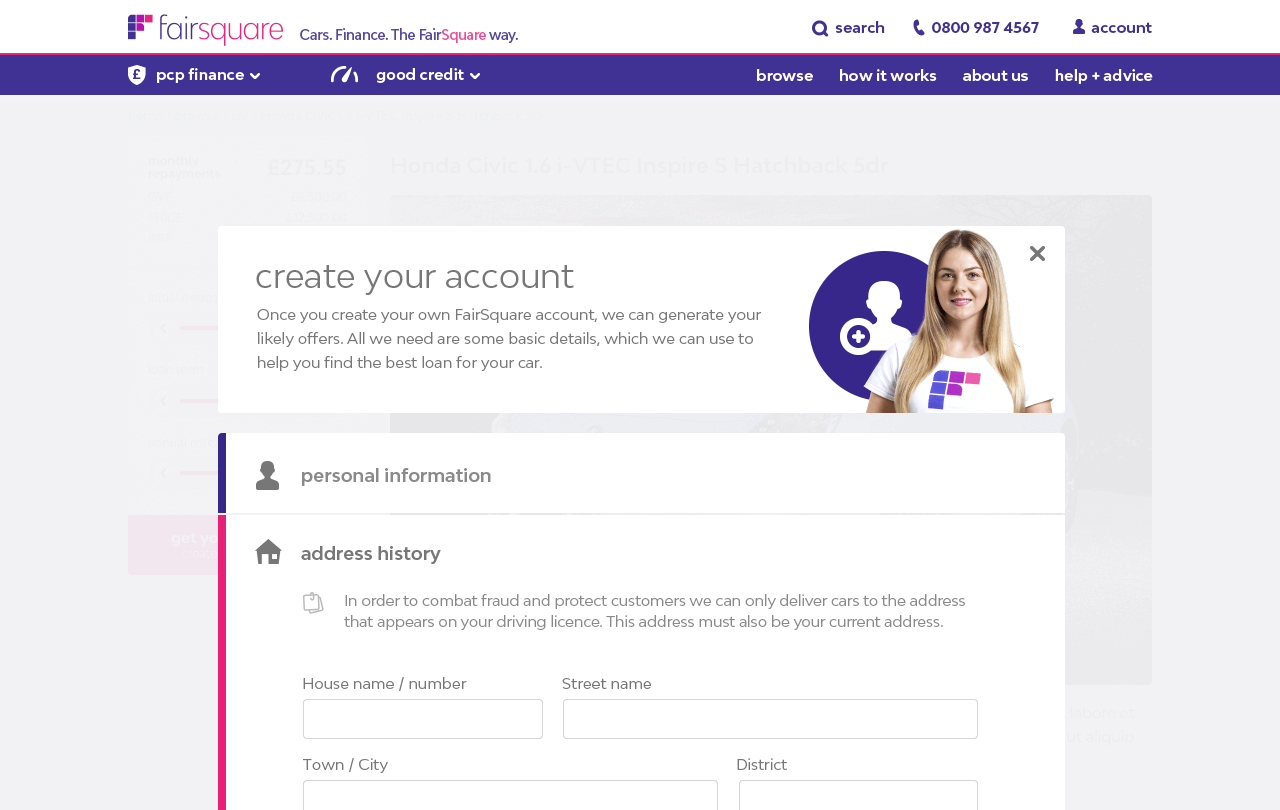 fairsquare
Cars. Finance. The FairSquare way.
search
0800 987 4567
account
pcp finance
good credit
browse
how it works
about us
help + advice
monthly
repayments
£275.55
Honda Civic 1.6 i-VTEC Inspire S Hatchback 5dr
create your account
Once you create your own FairSquare account, we can generate your
likely offers. All we need are some basic details, which we can use to
help you find the best loan for your car.
personal information
get yo
address history
In order to combat fraud and protect customers we can only deliver cars to the address
that appears on your driving licence. This address must also be your current address.
House name / number
Street name
labore et
ut aliquip
Town / City
District